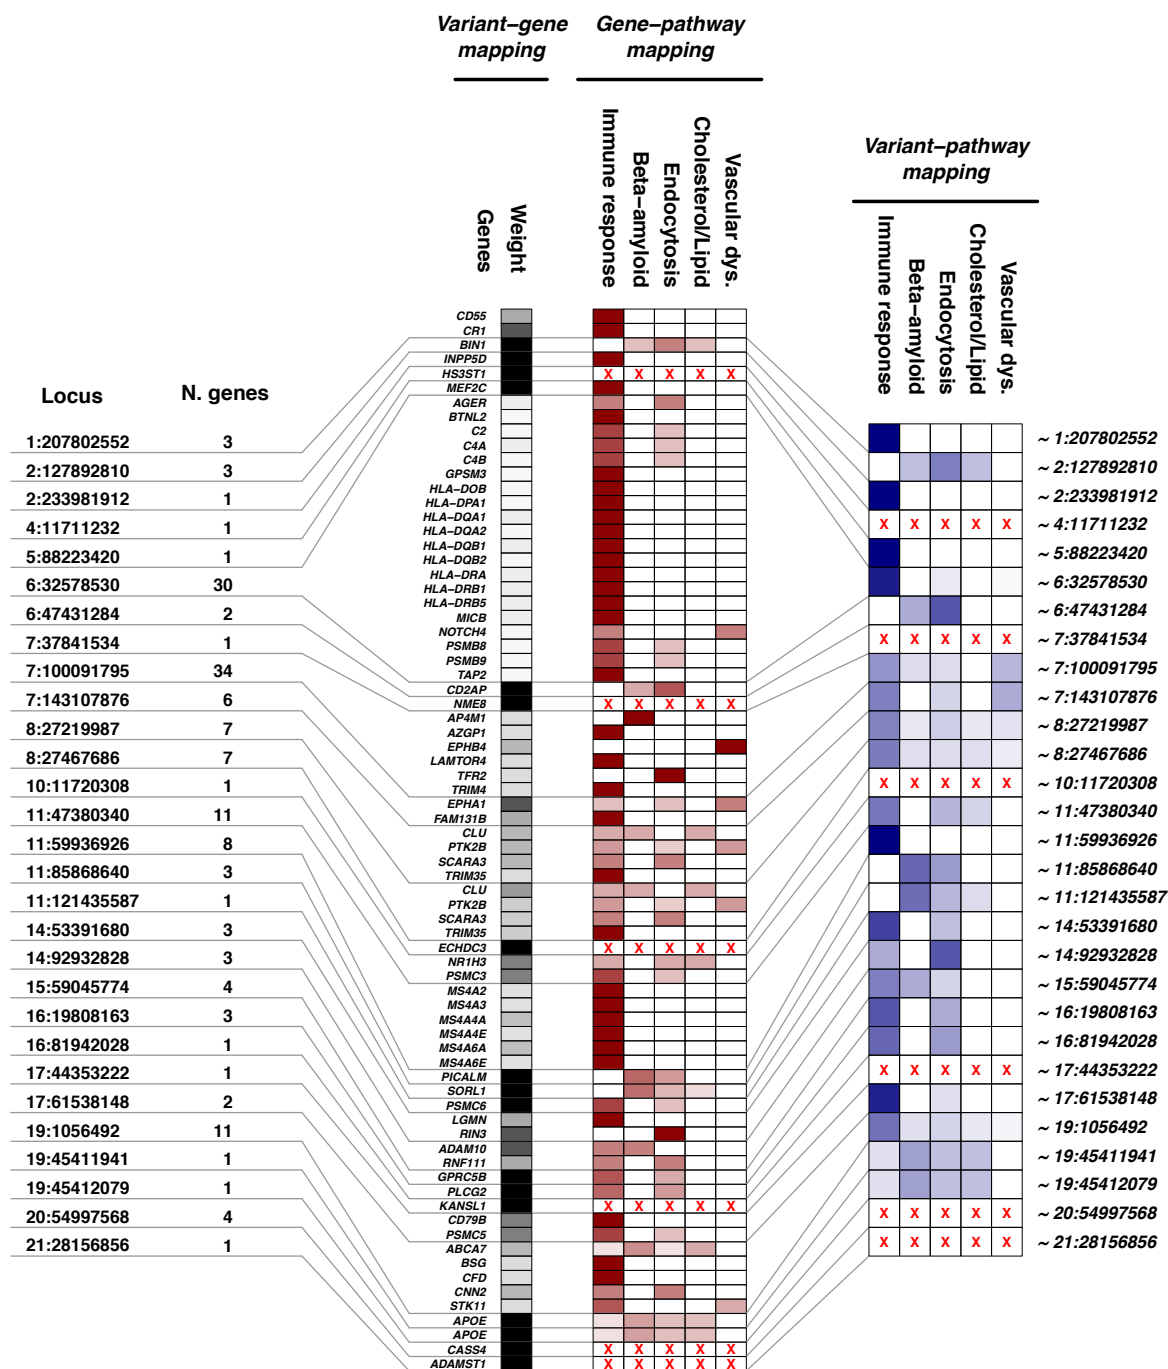 Variant–gene mapping
Gene–pathway mapping
Variant–pathway mapping
Genes
Weight
Immune response
Beta–amyloid
Endocytosis
Cholesterol/Lipid
Vascular dys.
Immune response
Beta–amyloid
Endocytosis
Cholesterol/Lipid
Vascular dys.
Locus N. genes
1:207802552 3
2:127892810 3
2:233981912 1
4:11711232 1
5:88223420 1
6:32578530 30
6:47431284 2
7:37841534 1
7:100091795 34
7:143107876 6
8:27219987 7
8:27467686 7
10:11720308 1
11:47380340 11
11:59936926 8
11:85868640 3
11:121435587 1
14:53391680 3
14:92932828 3
15:59045774 4
16:19808163 3
16:81942028 1
17:44353222 1
17:61538148 2
19:1056492 11
19:45411941 1
19:45412079 1
20:54997568 4
21:28156856 1
CD55
CR1
BIN1
INPP5D
HS3ST1 X X X X X
MEF2C
AGER
BTNL2
C2
C4A
C4B
GPSM3
HLA–DOB
HLA–DPA1
HLA–DQA1
HLA–DQA2
HLA–DQB1
HLA–DQB2
HLA–DRA
HLA–DRB1
HLA–DRB5
MICB
NOTCH4
PSMB8
PSMB9
TAP2
CD2AP
NME8 X X X X X
AP4M1
AZGP1
EPHB4
LAMTOR4
TFR2
TRIM4
EPHA1
FAM131B
CLU
PTK2B
SCARA3
TRIM35
CLU
PTK2B
SCARA3
TRIM35
ECHDC3 X X X X X
NR1H3
PSMC3
MS4A2
MS4A3
MS4A4A
MS4A4E
MS4A6A
MS4A6E
PICALM
SORL1
PSMC6
LGMN
RIN3
ADAM10
RNF111
GPRC5B
PLCG2
KANSL1 X X X X X
CD79B
PSMC5
ABCA7
BSG
CFD
CNN2
STK11
APOE
APOE
CASS4 X X X X X
ADAMST1 X X X X X
~ 1:207802552
~ 2:127892810
~ 2:233981912
X X X X X ~ 4:11711232
~ 5:88223420
~ 6:32578530
~ 6:47431284
X X X X X ~ 7:37841534
~ 7:100091795
~ 7:143107876
~ 8:27219987
~ 8:27467686
X X X X X ~ 10:11720308
~ 11:47380340
~ 11:59936926
~ 11:85868640
~ 11:121435587
~ 14:53391680
~ 14:92932828
~ 15:59045774
~ 16:19808163
~ 16:81942028
X X X X X ~ 17:44353222
~ 17:61538148
~ 19:1056492
~ 19:45411941
~ 19:45412079
X X X X X ~ 20:54997568
X X X X X ~ 21:28156856